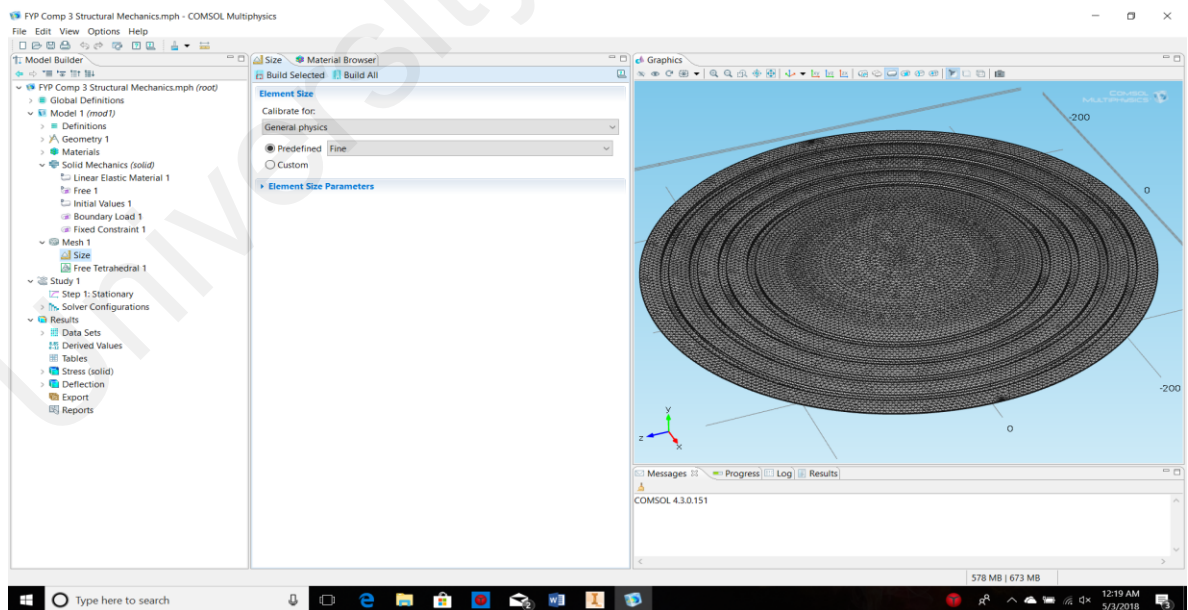 FYP Comp 3 Structural Mechanics.mph - COMSOL Multiphysics
File Edit View Options Help
Model Builder
FYP Comp 3 Structural Mechanics.mph (root)
Global Definitions
Model 1 (mod1)
Definitions
Geometry 1
Materials
Solid Mechanics (solid)
Linear Elastic Material 1
Free 1
Initial Values 1
Boundary Load 1
Fixed Constraint 1
Mesh 1
Size
Free Tetrahedral 1
Study 1
Step 1: Stationary
Solver Configurations
Results
Data Sets
Derived Values
Tables
Stress (solid)
Deflection
Export
Reports
Size Material Browser
Build Selected Build All
Element Size
Calibrate for:
General physics
Predefined Fine
Custom
Element Size Parameters
Graphics
COMSOL
MULTIPHYSICS
-200
0
-200
0
y
z
x
Messages Progress Log Results
COMSOL 4.3.0.151
578 MB | 673 MB
Type here to search
12:19 AM
5/3/2018
Universit